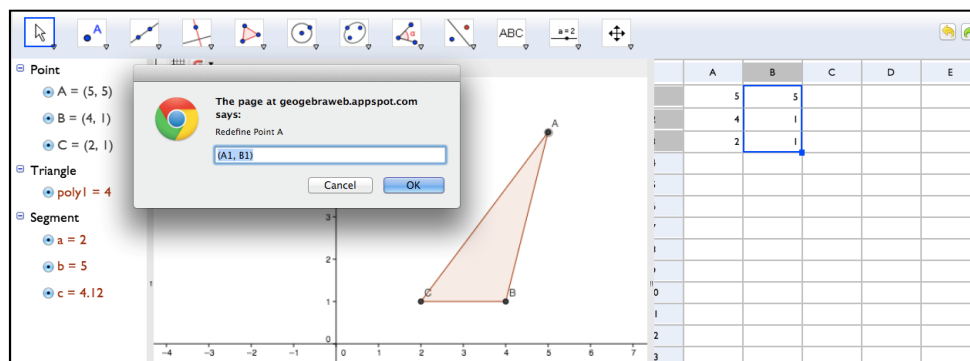 A
ABC
a=2
Point
A = (5, 5)
B = (4, 1)
C = (2, 1)
Triangle
poly1 = 4
Segment
a = 2
b = 5
c = 4.12
The page at geogebraweb.appspot.com
says:
Redefine Point A
(A1, B1)
Cancel
OK
A
B
C
3
2
1
0
-4
-3
-2
-1
0
1
2
3
4
5
6
7
A B C D E
5 5
4 1
2 1